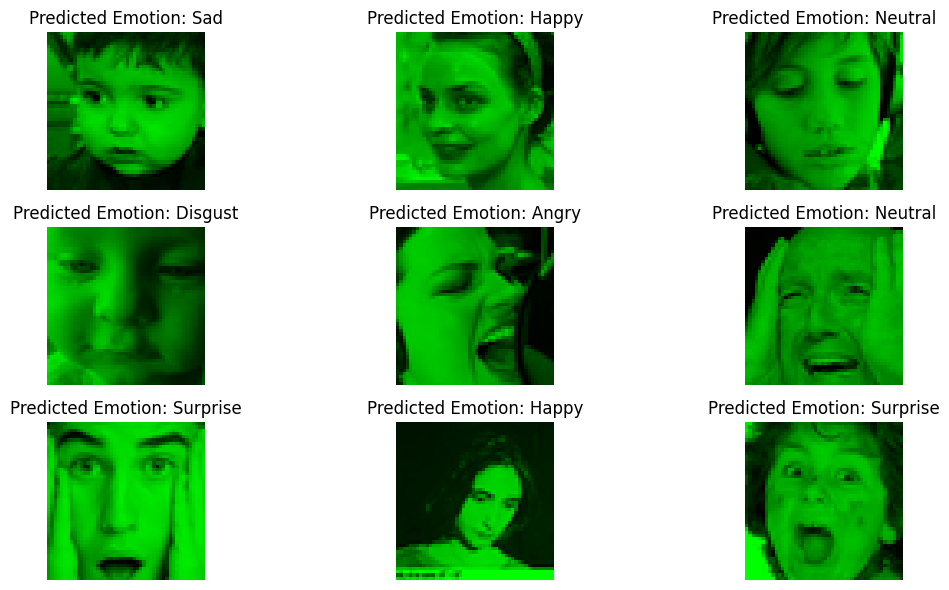 Predicted Emotion: Sad
Predicted Emotion: Happy
Predicted Emotion: Neutral
Predicted Emotion: Disgust
Predicted Emotion: Angry
Predicted Emotion: Neutral
Predicted Emotion: Surprise
Predicted Emotion: Happy
Predicted Emotion: Surprise